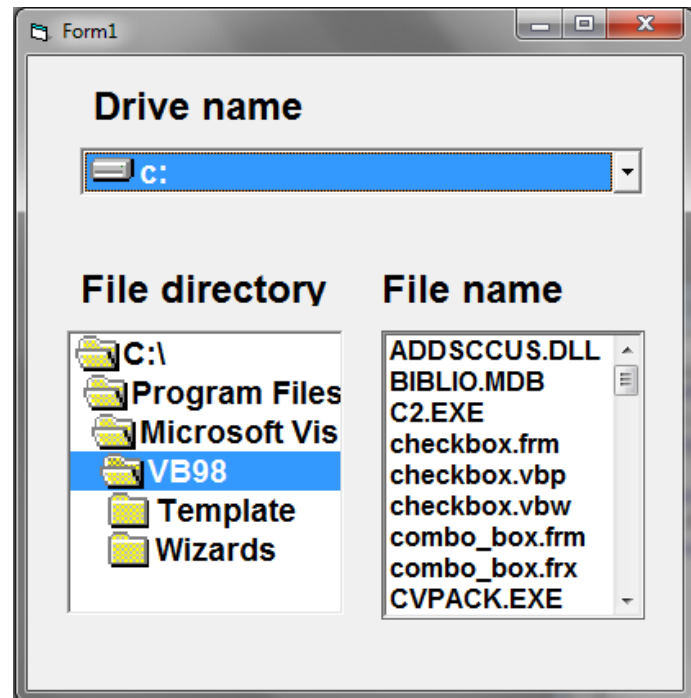 Form1
Drive name
c:
File directory
File name
C:\
Program Files
Microsoft Vis
VB98
Template
Wizards
ADDSCCUS.DLL
BIBLIO.MDB
C2.EXE
checkbox.frm
checkbox.vbp
checkbox.vbw
combo_box.frm
combo_box.frx
CVPACK.EXE